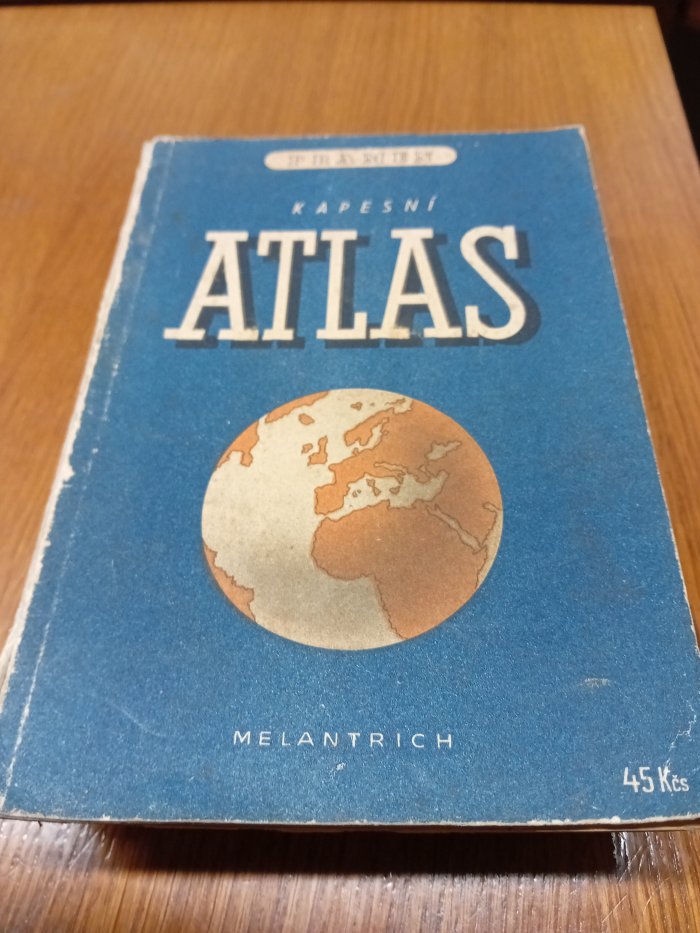 KAPESNÍ
ATLAS
MELANTRICH
45 Kčs